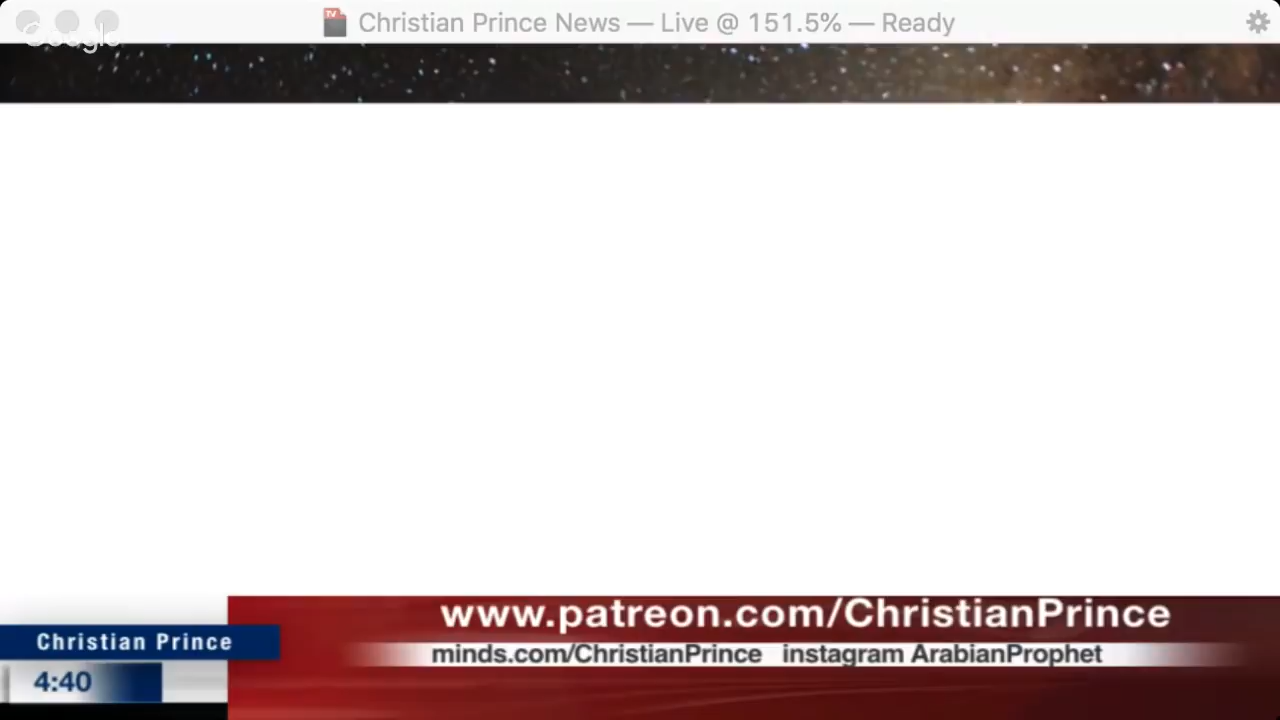 Christian Prince News — Live @ 151.5% — Ready
Google
www.patreon.com/ChristianPrince
Christian Prince
minds.com/ChristianPrince instagram ArabianProphet
4:40